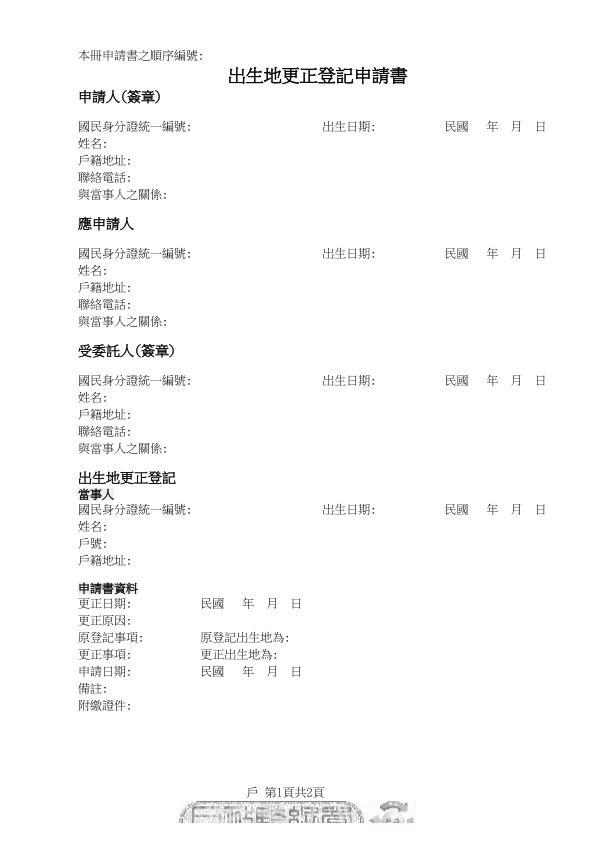 本冊申請書之順序編號:
出生地更正登記申請書
申請人(簽章)
國民身分證統一編號: 出生日期: 民國 年 月 日
姓名:
戶籍地址:
聯絡電話:
與當事人之關係:
應申請人
國民身分證統一編號: 出生日期: 民國 年 月 日
姓名:
戶籍地址:
聯絡電話:
與當事人之關係:
受委託人(簽章)
國民身分證統一編號: 出生日期: 民國 年 月 日
姓名:
戶籍地址:
聯絡電話:
與當事人之關係:
出生地更正登記
當事人
國民身分證統一編號: 出生日期: 民國 年 月 日
姓名:
戶號:
戶籍地址:
申請書資料
更正日期: 民國 年 月 日
更正原因:
原登記事項: 原登記出生地為:
更正事項: 更正出生地為:
申請日期: 民國 年 月 日
備註:
附繳證件:
戶 第1頁共2頁